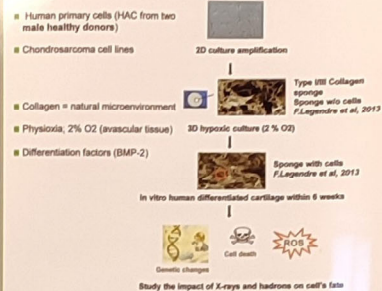 Human primary cells (HAC from two
male healthy donors)
Chondrosarcoma cell lines
2D culture amplification
Type I/III Collagen
sponge
Sponge w/o cells
F.Legendre et al, 2013
Collagen = natural microenvironment
Physioxia, 2% O2 (avascular tissue)
3D hypoxic culture (2 % O2)
Differentiation factors (BMP-2)
Sponge with cells
F.Legendre et al, 2013
In vitro human differentiated cartilage within 6 weeks
ROS
Cell death
Genetic changes
Study the impact of X-rays and hadrons on cell's fate